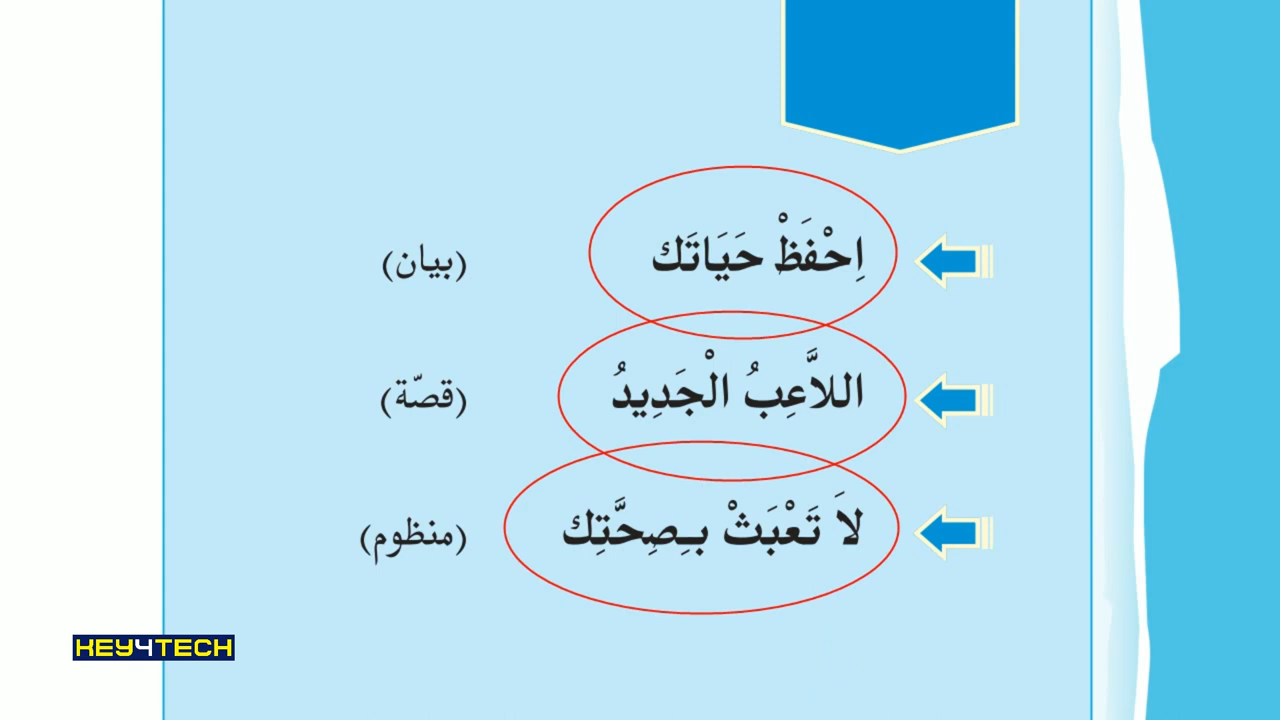 اِحْفَظْ حَيَاتَك (بيان)
اللاَّعِبُ الْجَدِيدُ (قصّة)
لاَ تَعْبَثْ بِصِحَّتِك (منظوم)
KEY4TECH